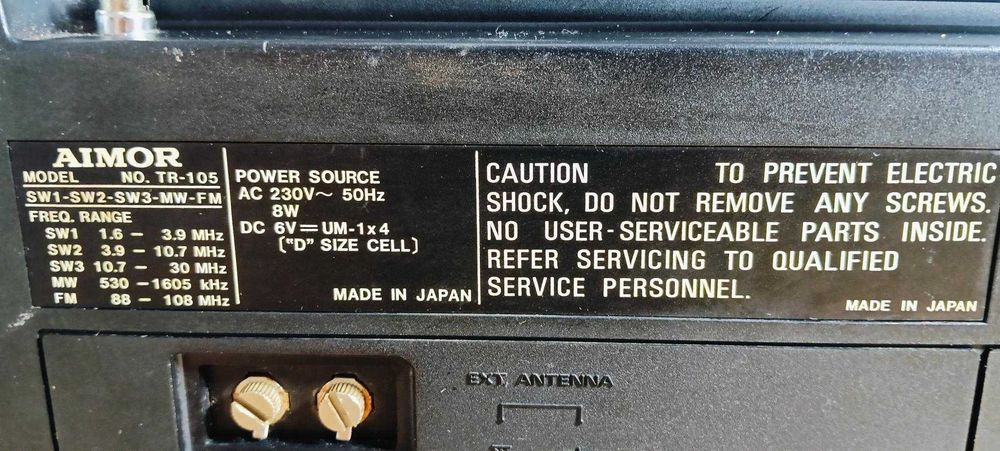 AIMOR
MODEL NO. TR-105
SW1-SW2-SW3-MW-FM
FREQ. RANGE
SW1 1.6 – 3.9 MHz
SW2 3.9 – 10.7 MHz
SW3 10.7 – 30 MHz
MW 530 –1605 kHz
FM 88 – 108 MHz
POWER SOURCE
AC 230V~ 50Hz
8W
DC 6V⎓UM-1x4
("D" SIZE CELL)
MADE IN JAPAN
CAUTION TO PREVENT ELECTRIC
SHOCK, DO NOT REMOVE ANY SCREWS.
NO USER-SERVICEABLE PARTS INSIDE.
REFER SERVICING TO QUALIFIED
SERVICE PERSONNEL.
MADE IN JAPAN
EXT. ANTENNA